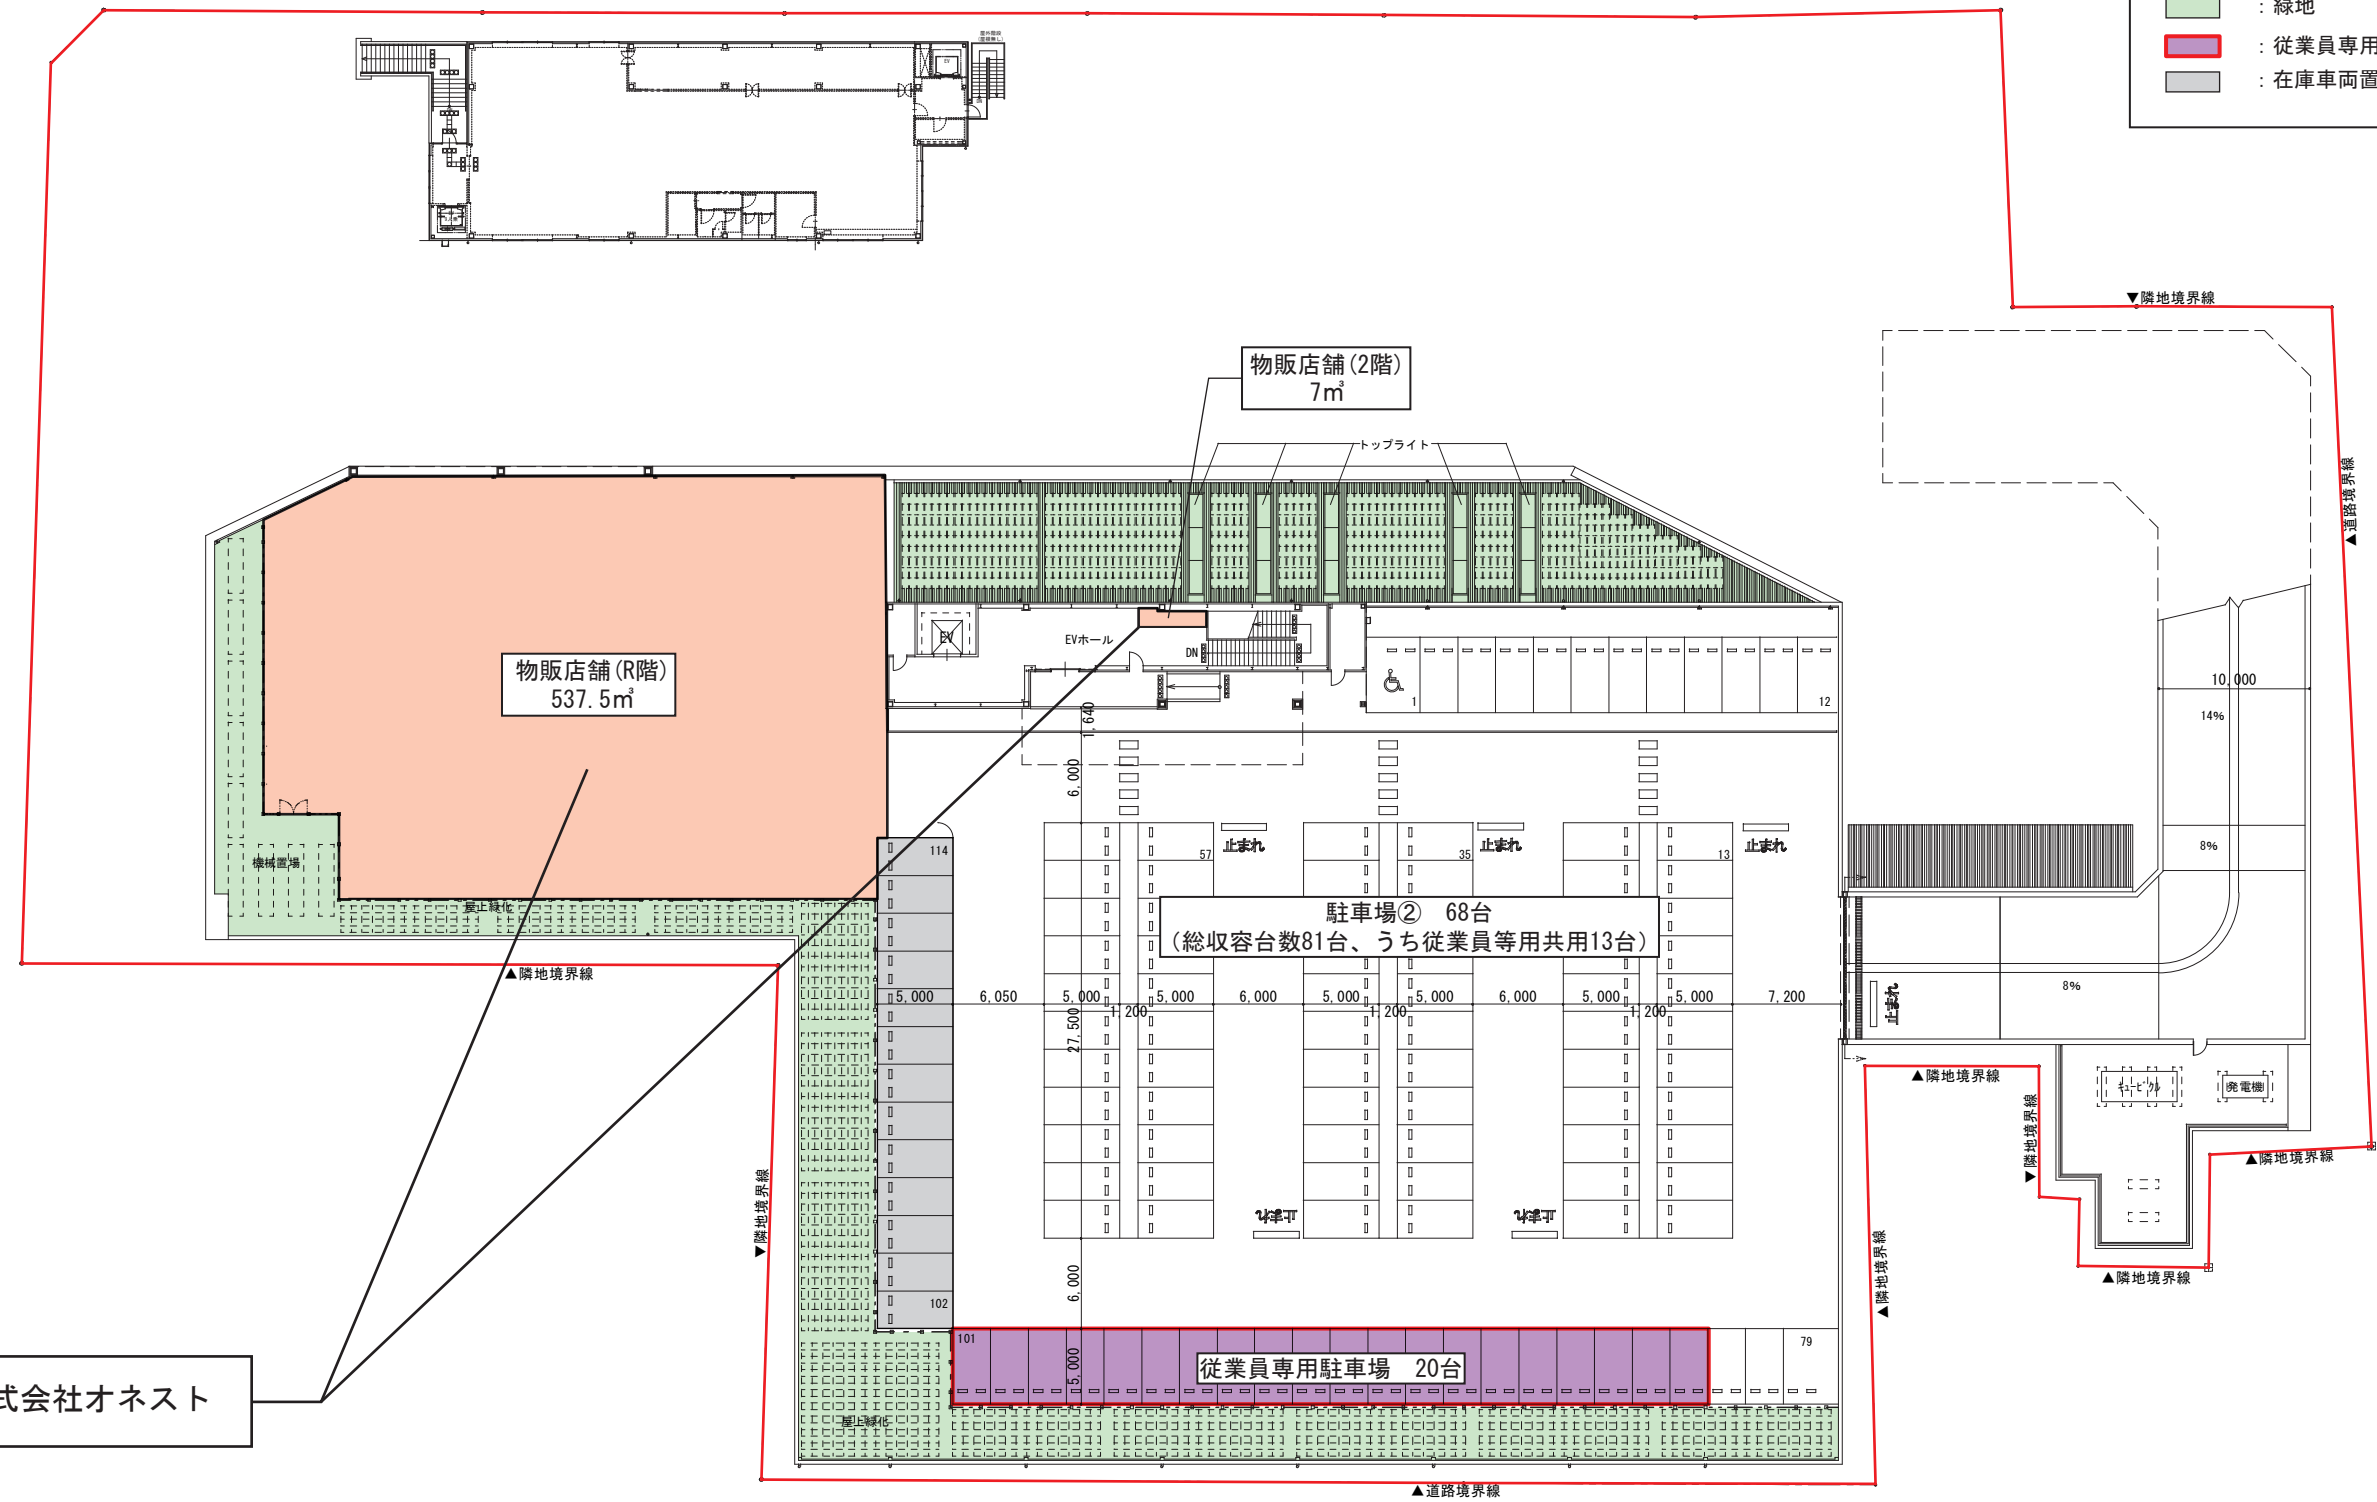 ：緑地
：従業員専用
：在庫車両置
EV
▼隣地境界線
物販店舗(2階)
7㎡
トップライト
▲道路境界線
EV
EVホール
DN
物販店舗(R階)
537.5㎡
1
12
10,000
14%
1,640
6,000
8%
機械置場
114
57
止まれ
35
止まれ
13
止まれ
屋上緑化
駐車場② 68台
（総収容台数81台、うち従業員等用共用13台）
▲隣地境界線
5,000
6,050
5,000
5,000
6,000
5,000
5,000
6,000
5,000
5,000
7,200
1,200
1,200
1,200
27,500
8%
止まれ
▲隣地境界線
キュービクル
発電機
▼隣地境界線
▲隣地境界線
▼隣地境界線
止まれ
止まれ
▲隣地境界線
▲隣地境界線
6,000
102
101
79
5,000
従業員専用駐車場 20台
式会社オネスト
屋上緑化
▲道路境界線